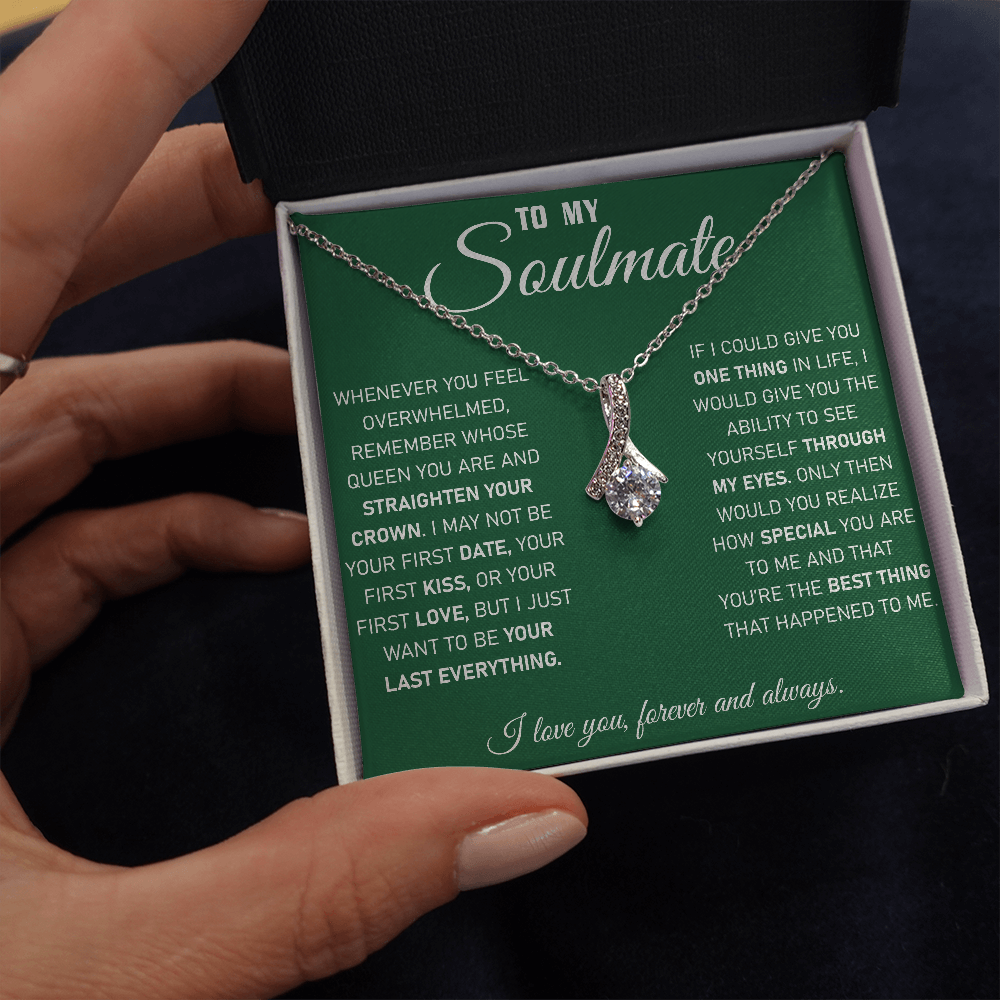 TO MY
Soulmate
WHENEVER YOU FEEL
OVERWHELMED,
REMEMBER WHOSE
QUEEN YOU ARE AND
STRAIGHTEN YOUR
CROWN. I MAY NOT BE
YOUR FIRST DATE, YOUR
FIRST KISS, OR YOUR
FIRST LOVE, BUT I JUST
WANT TO BE YOUR
LAST EVERYTHING.
IF I COULD GIVE YOU
ONE THING IN LIFE, I
WOULD GIVE YOU THE
ABILITY TO SEE
YOURSELF THROUGH
MY EYES. ONLY THEN
WOULD YOU REALIZE
HOW SPECIAL YOU ARE
TO ME AND THAT
YOU'RE THE BEST THING
THAT HAPPENED TO ME.
I love you, forever and always.